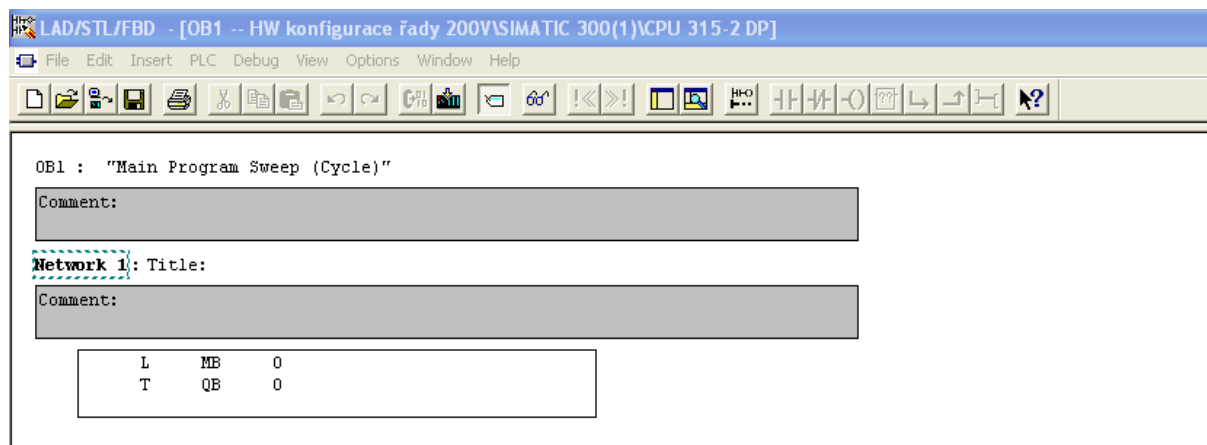 LAD/STL/FBD - [OB1 -- HW konfigurace řady 200V\SIMATIC 300(1)\CPU 315-2 DP]
File Edit Insert PLC Debug View Options Window Help
OB1 : "Main Program Sweep (Cycle)"
Comment:
Network 1: Title:
Comment:
L MB 0
T QB 0